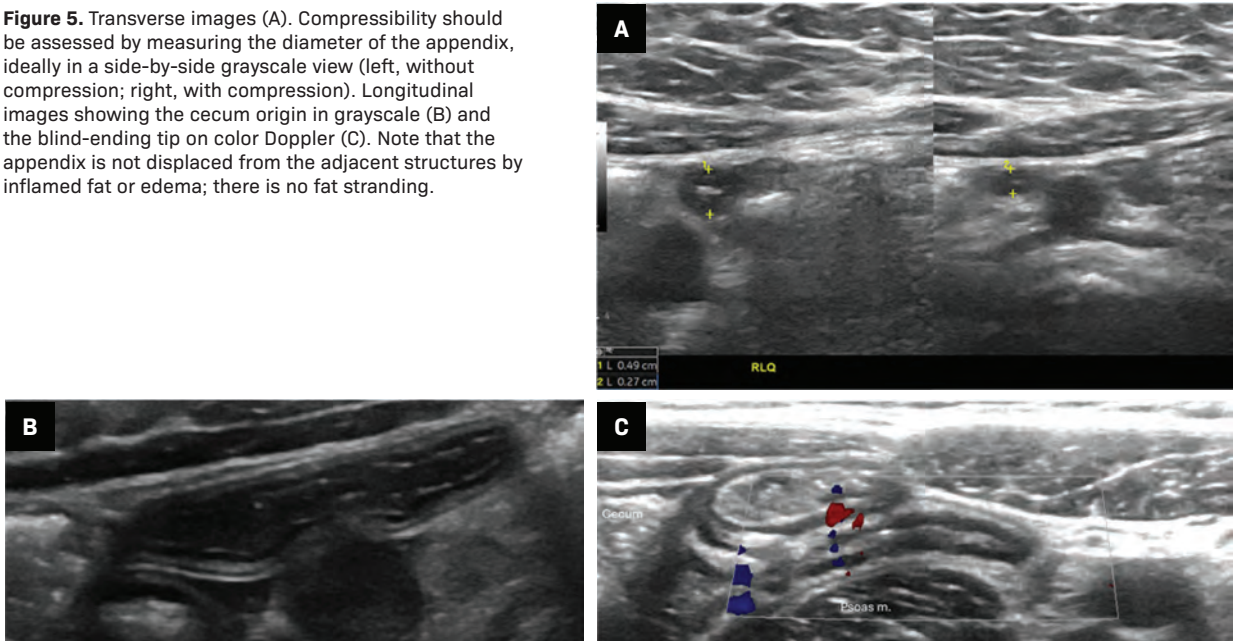 Figure 5. Transverse images (A). Compressibility should
be assessed by measuring the diameter of the appendix,
ideally in a side-by-side grayscale view (left, without
compression; right, with compression). Longitudinal
images showing the cecum origin in grayscale (B) and
the blind-ending tip on color Doppler (C). Note that the
appendix is not displaced from the adjacent structures by
inflamed fat or edema; there is no fat stranding.
A
4
1 L 0.49 cm
2 L 0.27 cm
RLQ
B
C
Cecum
Psoas m.